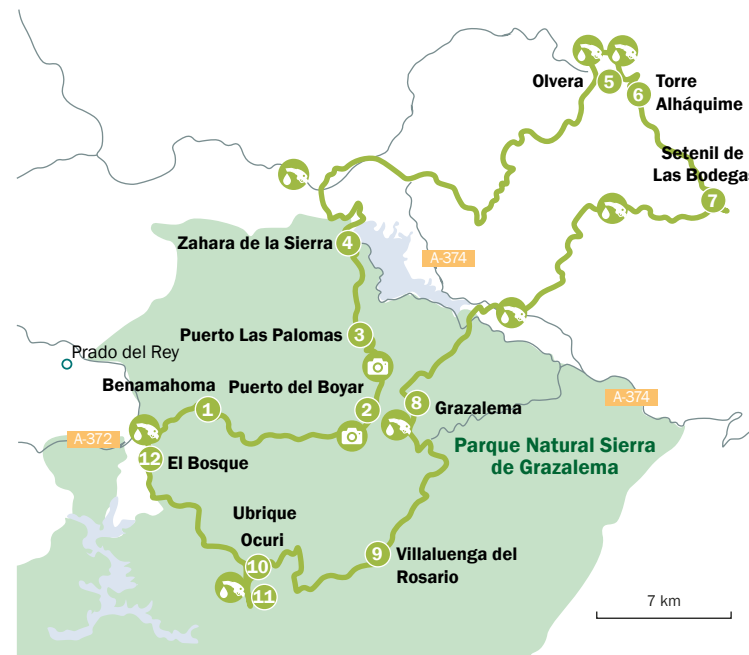 Olvera
5
Torre
Alháquime
6
Setenil de
Las Bodegas
7
Zahara de la Sierra
4
A-374
Puerto Las Palomas
3
Prado del Rey
Benamahoma
1
Puerto del Boyar
2
8
Grazalema
A-374
A-372
Parque Natural Sierra
de Grazalema
12
El Bosque
Ubrique
Ocuri
10
11
9
Villaluenga del
Rosario
7 km